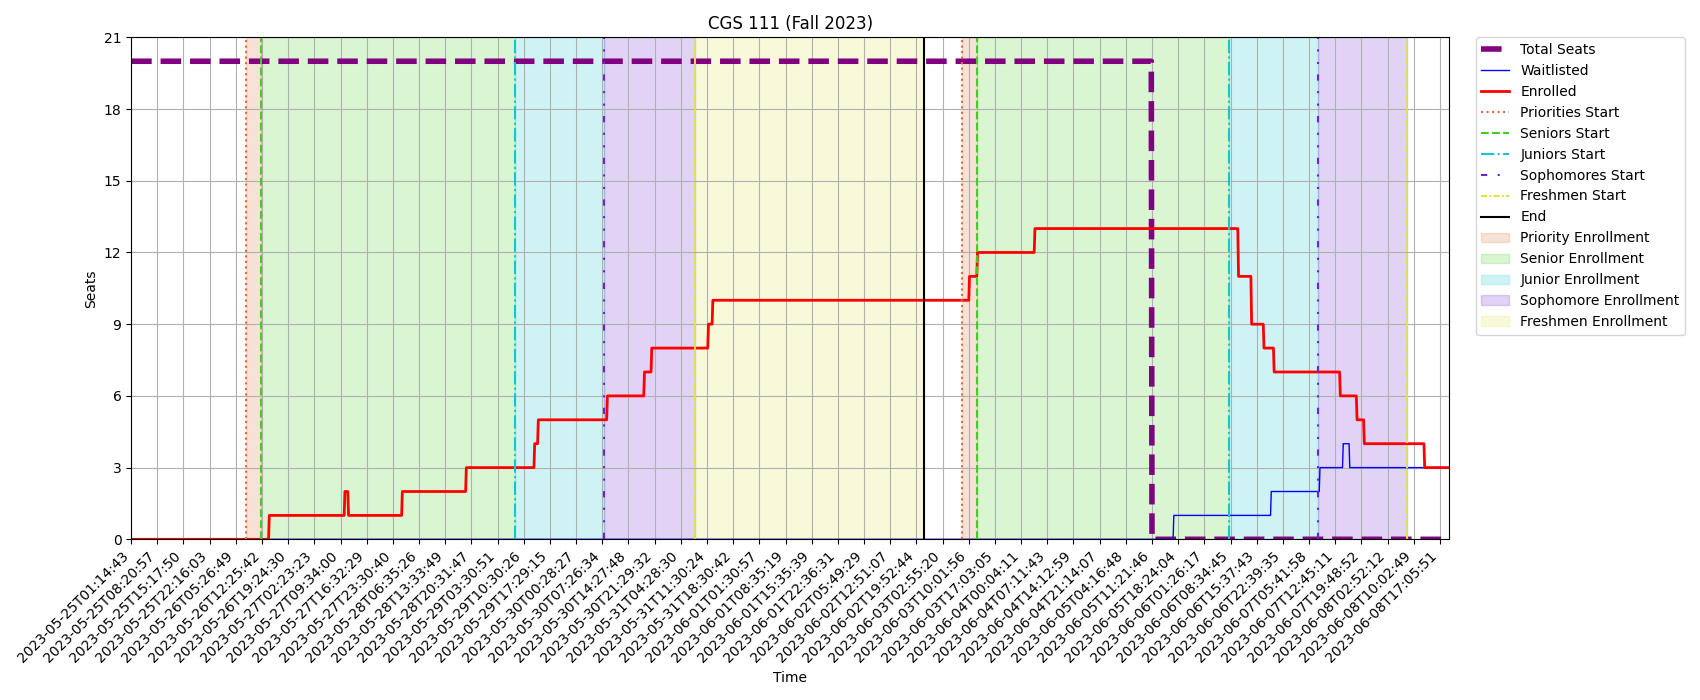 CGS 111 (Fall 2023)
21
18
15
12
9
6
3
0
Seats
2023-05-25T01:14:43
2023-05-25T08:20:57
2023-05-25T15:17:50
2023-05-25T22:16:03
2023-05-26T05:26:49
2023-05-26T12:25:42
2023-05-26T19:24:30
2023-05-27T02:23:23
2023-05-27T09:34:00
2023-05-27T16:32:29
2023-05-27T23:30:40
2023-05-28T06:35:26
2023-05-28T13:33:49
2023-05-28T20:31:47
2023-05-29T03:30:51
2023-05-29T10:30:26
2023-05-29T17:29:15
2023-05-30T00:28:27
2023-05-30T07:26:34
2023-05-30T14:27:48
2023-05-30T21:29:32
2023-05-31T04:28:30
2023-05-31T11:30:24
2023-05-31T18:30:42
2023-06-01T01:30:57
2023-06-01T08:35:19
2023-06-01T15:35:39
2023-06-01T22:36:31
2023-06-02T05:49:29
2023-06-02T12:51:07
2023-06-02T19:52:44
2023-06-03T02:55:20
2023-06-03T10:01:56
2023-06-03T17:03:05
2023-06-04T00:04:11
2023-06-04T07:11:43
2023-06-04T14:12:59
2023-06-04T21:14:07
2023-06-05T04:16:48
2023-06-05T11:21:46
2023-06-05T18:24:04
2023-06-06T01:26:17
2023-06-06T08:34:45
2023-06-06T15:37:43
2023-06-06T22:39:35
2023-06-07T05:41:58
2023-06-07T12:45:11
2023-06-07T19:48:52
2023-06-08T02:52:12
2023-06-08T10:02:49
2023-06-08T17:05:51
Time
Total Seats
Waitlisted
Enrolled
Priorities Start
Seniors Start
Juniors Start
Sophomores Start
Freshmen Start
End
Priority Enrollment
Senior Enrollment
Junior Enrollment
Sophomore Enrollment
Freshmen Enrollment